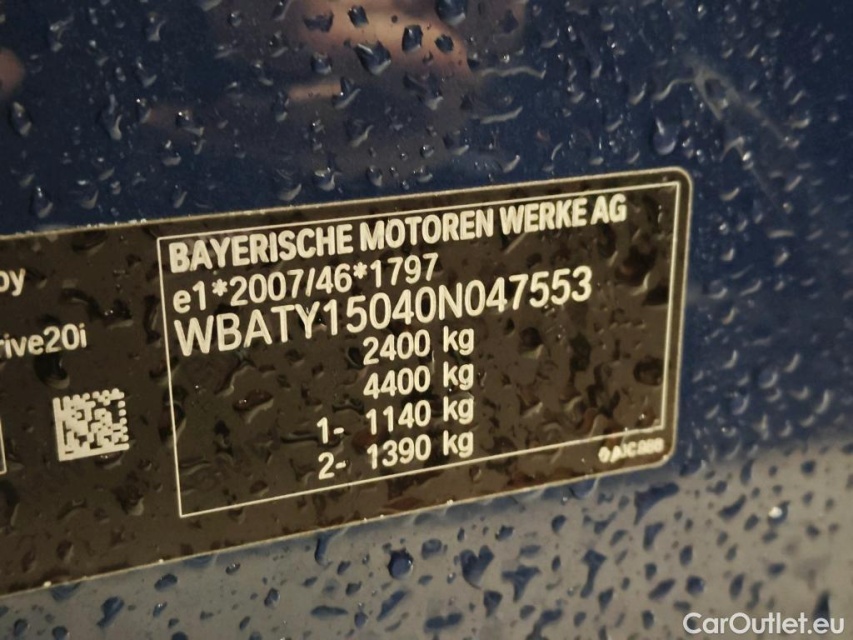 BAYERISCHE MOTOREN WERKE AG
e1*2007/46*1797
WBATY15040N047553
2400 kg
4400 kg
1- 1140 kg
2- 1390 kg
by
rive20i
CarOutlet.eu